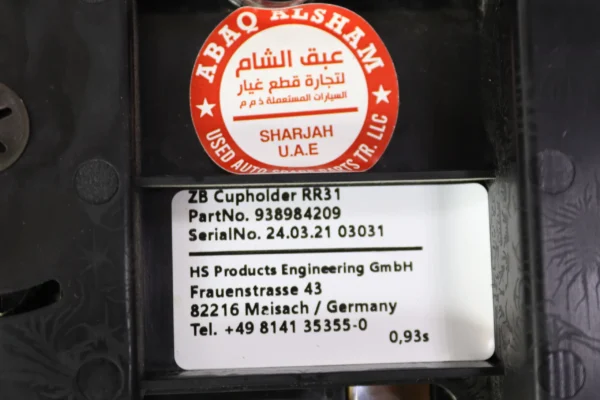 ABAQ ALSHAM
عبق الشام
لتجارة قطع غيار
السيارات المستعملة ذ م م
SHARJAH
U.A.E
USED AUTO SPARE PARTS TR. LLC
ZB Cupholder RR31
PartNo. 938984209
SerialNo. 24.03.21 03031
HS Products Engineering GmbH
Frauenstrasse 43
82216 Maisach / Germany
Tel. +49 8141 35355-0
0,93s